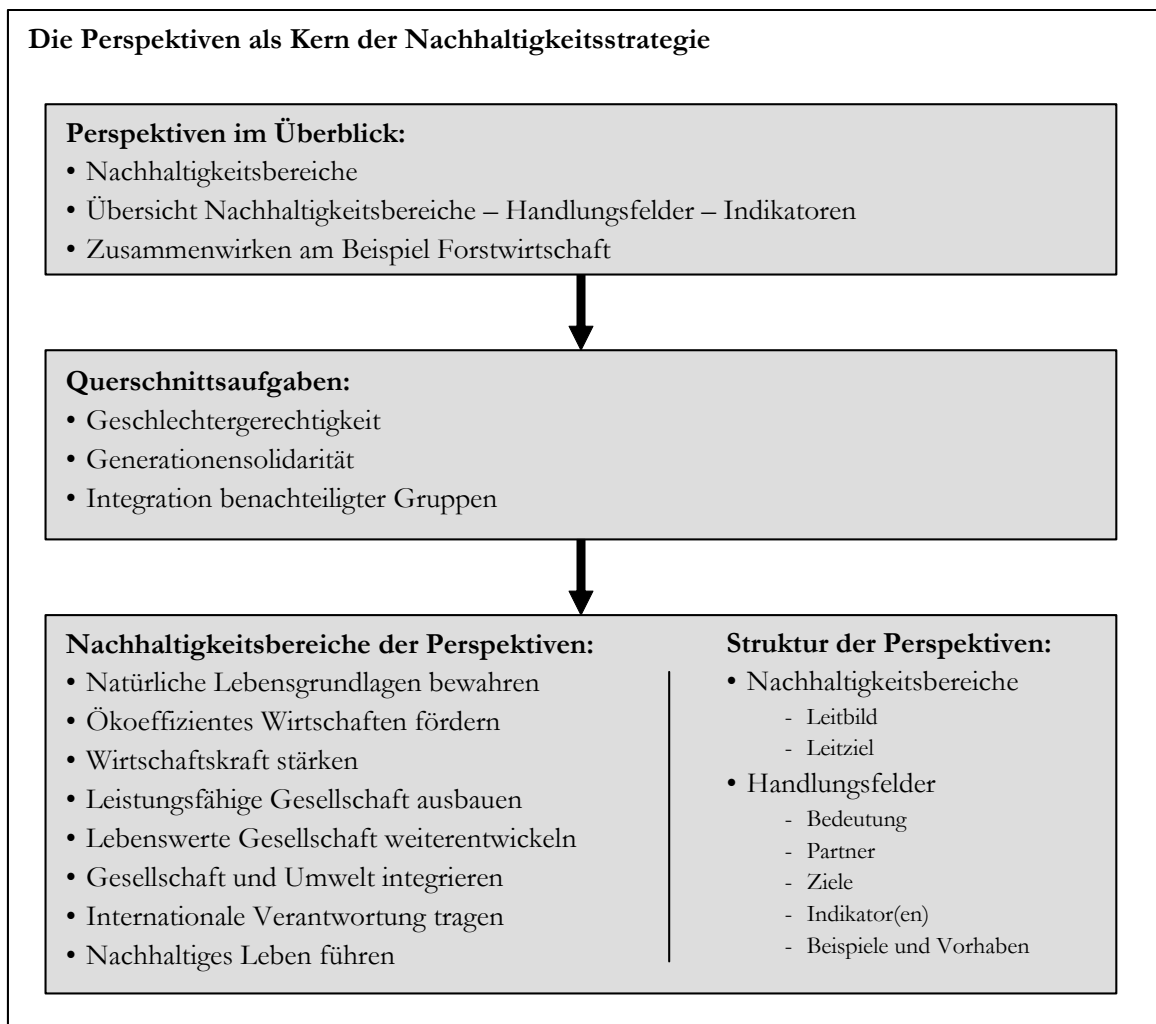 Die Perspektiven als Kern der Nachhaltigkeitsstrategie
Perspektiven im Überblick:
• Nachhaltigkeitsbereiche
• Übersicht Nachhaltigkeitsbereiche – Handlungsfelder – Indikatoren
• Zusammenwirken am Beispiel Forstwirtschaft
Querschnittsaufgaben:
• Geschlechtergerechtigkeit
• Generationensolidarität
• Integration benachteiligter Gruppen
Nachhaltigkeitsbereiche der Perspektiven:
• Natürliche Lebensgrundlagen bewahren
• Ökoeffizientes Wirtschaften fördern
• Wirtschaftskraft stärken
• Leistungsfähige Gesellschaft ausbauen
• Lebenswerte Gesellschaft weiterentwickeln
• Gesellschaft und Umwelt integrieren
• Internationale Verantwortung tragen
• Nachhaltiges Leben führen
Struktur der Perspektiven:
• Nachhaltigkeitsbereiche
- Leitbild
- Leitziel
• Handlungsfelder
- Bedeutung
- Partner
- Ziele
- Indikator(en)
- Beispiele und Vorhaben